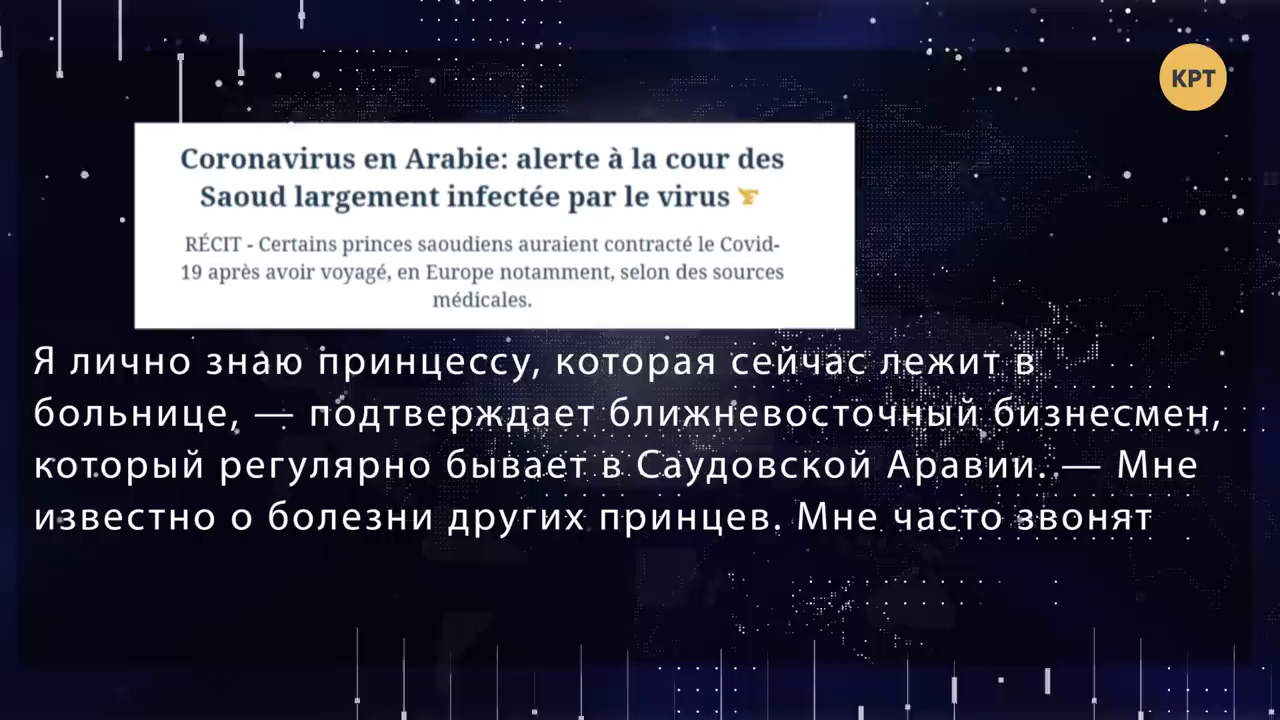 КРТ
Coronavirus en Arabie: alerte à la cour des
Saoud largement infectée par le virus
RÉCIT - Certains princes saoudiens auraient contracté le Covid-
19 après avoir voyagé, en Europe notamment, selon des sources
médicales.
Я лично знаю принцессу, которая сейчас лежит в
больнице, — подтверждает ближневосточный бизнесмен,
который регулярно бывает в Саудовской Аравии. — Мне
известно о болезни других принцев. Мне часто звонят